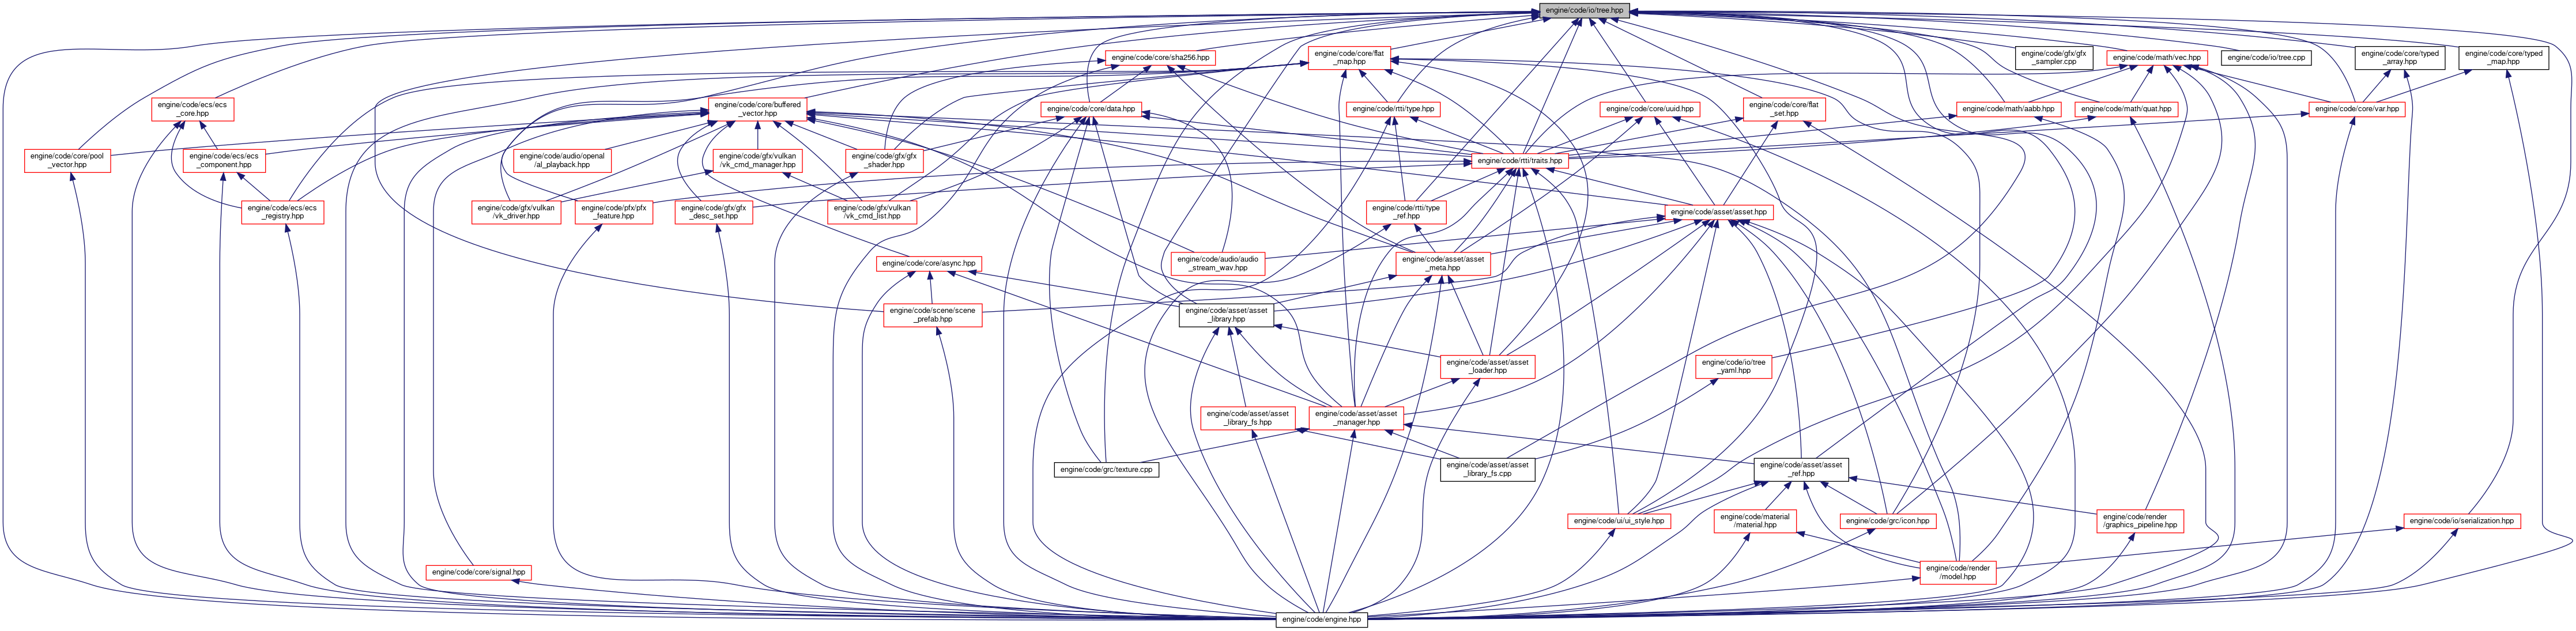 engine/code/io/tree.hpp
engine/code/core/sha256.hpp
engine/code/core/flat
_map.hpp
engine/code/gfx/gfx
_sampler.cpp
engine/code/math/vec.hpp
engine/code/io/tree.cpp
engine/code/core/typed
_array.hpp
engine/code/core/typed
_map.hpp
engine/code/ecs/ecs
_core.hpp
engine/code/core/buffered
_vector.hpp
engine/code/core/data.hpp
engine/code/rtti/type.hpp
engine/code/core/uuid.hpp
engine/code/core/flat
_set.hpp
engine/code/math/aabb.hpp
engine/code/math/quat.hpp
engine/code/core/var.hpp
engine/code/core/pool
_vector.hpp
engine/code/ecs/ecs
_component.hpp
engine/code/audio/openal
/al_playback.hpp
engine/code/gfx/vulkan
/vk_cmd_manager.hpp
engine/code/gfx/gfx
_shader.hpp
engine/code/rtti/traits.hpp
engine/code/ecs/ecs
_registry.hpp
engine/code/gfx/vulkan
/vk_driver.hpp
engine/code/pfx/pfx
_feature.hpp
engine/code/gfx/gfx
_desc_set.hpp
engine/code/gfx/vulkan
/vk_cmd_list.hpp
engine/code/rtti/type
_ref.hpp
engine/code/asset/asset.hpp
engine/code/core/async.hpp
engine/code/audio/audio
_stream_wav.hpp
engine/code/asset/asset
_meta.hpp
engine/code/scene/scene
_prefab.hpp
engine/code/asset/asset
_library.hpp
engine/code/asset/asset
_loader.hpp
engine/code/io/tree
_yaml.hpp
engine/code/asset/asset
_library_fs.hpp
engine/code/asset/asset
_manager.hpp
engine/code/grc/texture.cpp
engine/code/asset/asset
_library_fs.cpp
engine/code/asset/asset
_ref.hpp
engine/code/ui/ui_style.hpp
engine/code/material
/material.hpp
engine/code/grc/icon.hpp
engine/code/render
/graphics_pipeline.hpp
engine/code/io/serialization.hpp
engine/code/core/signal.hpp
engine/code/render
/model.hpp
engine/code/engine.hpp